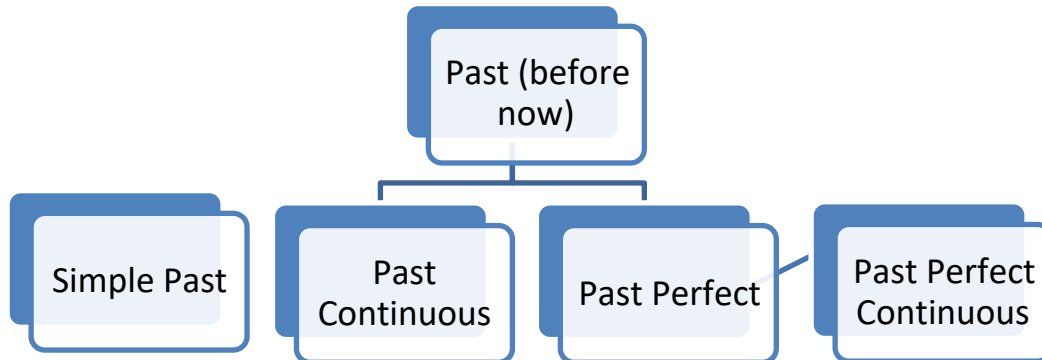 Past (before
now)
Simple Past
Past
Continuous
Past Perfect
Past Perfect
Continuous